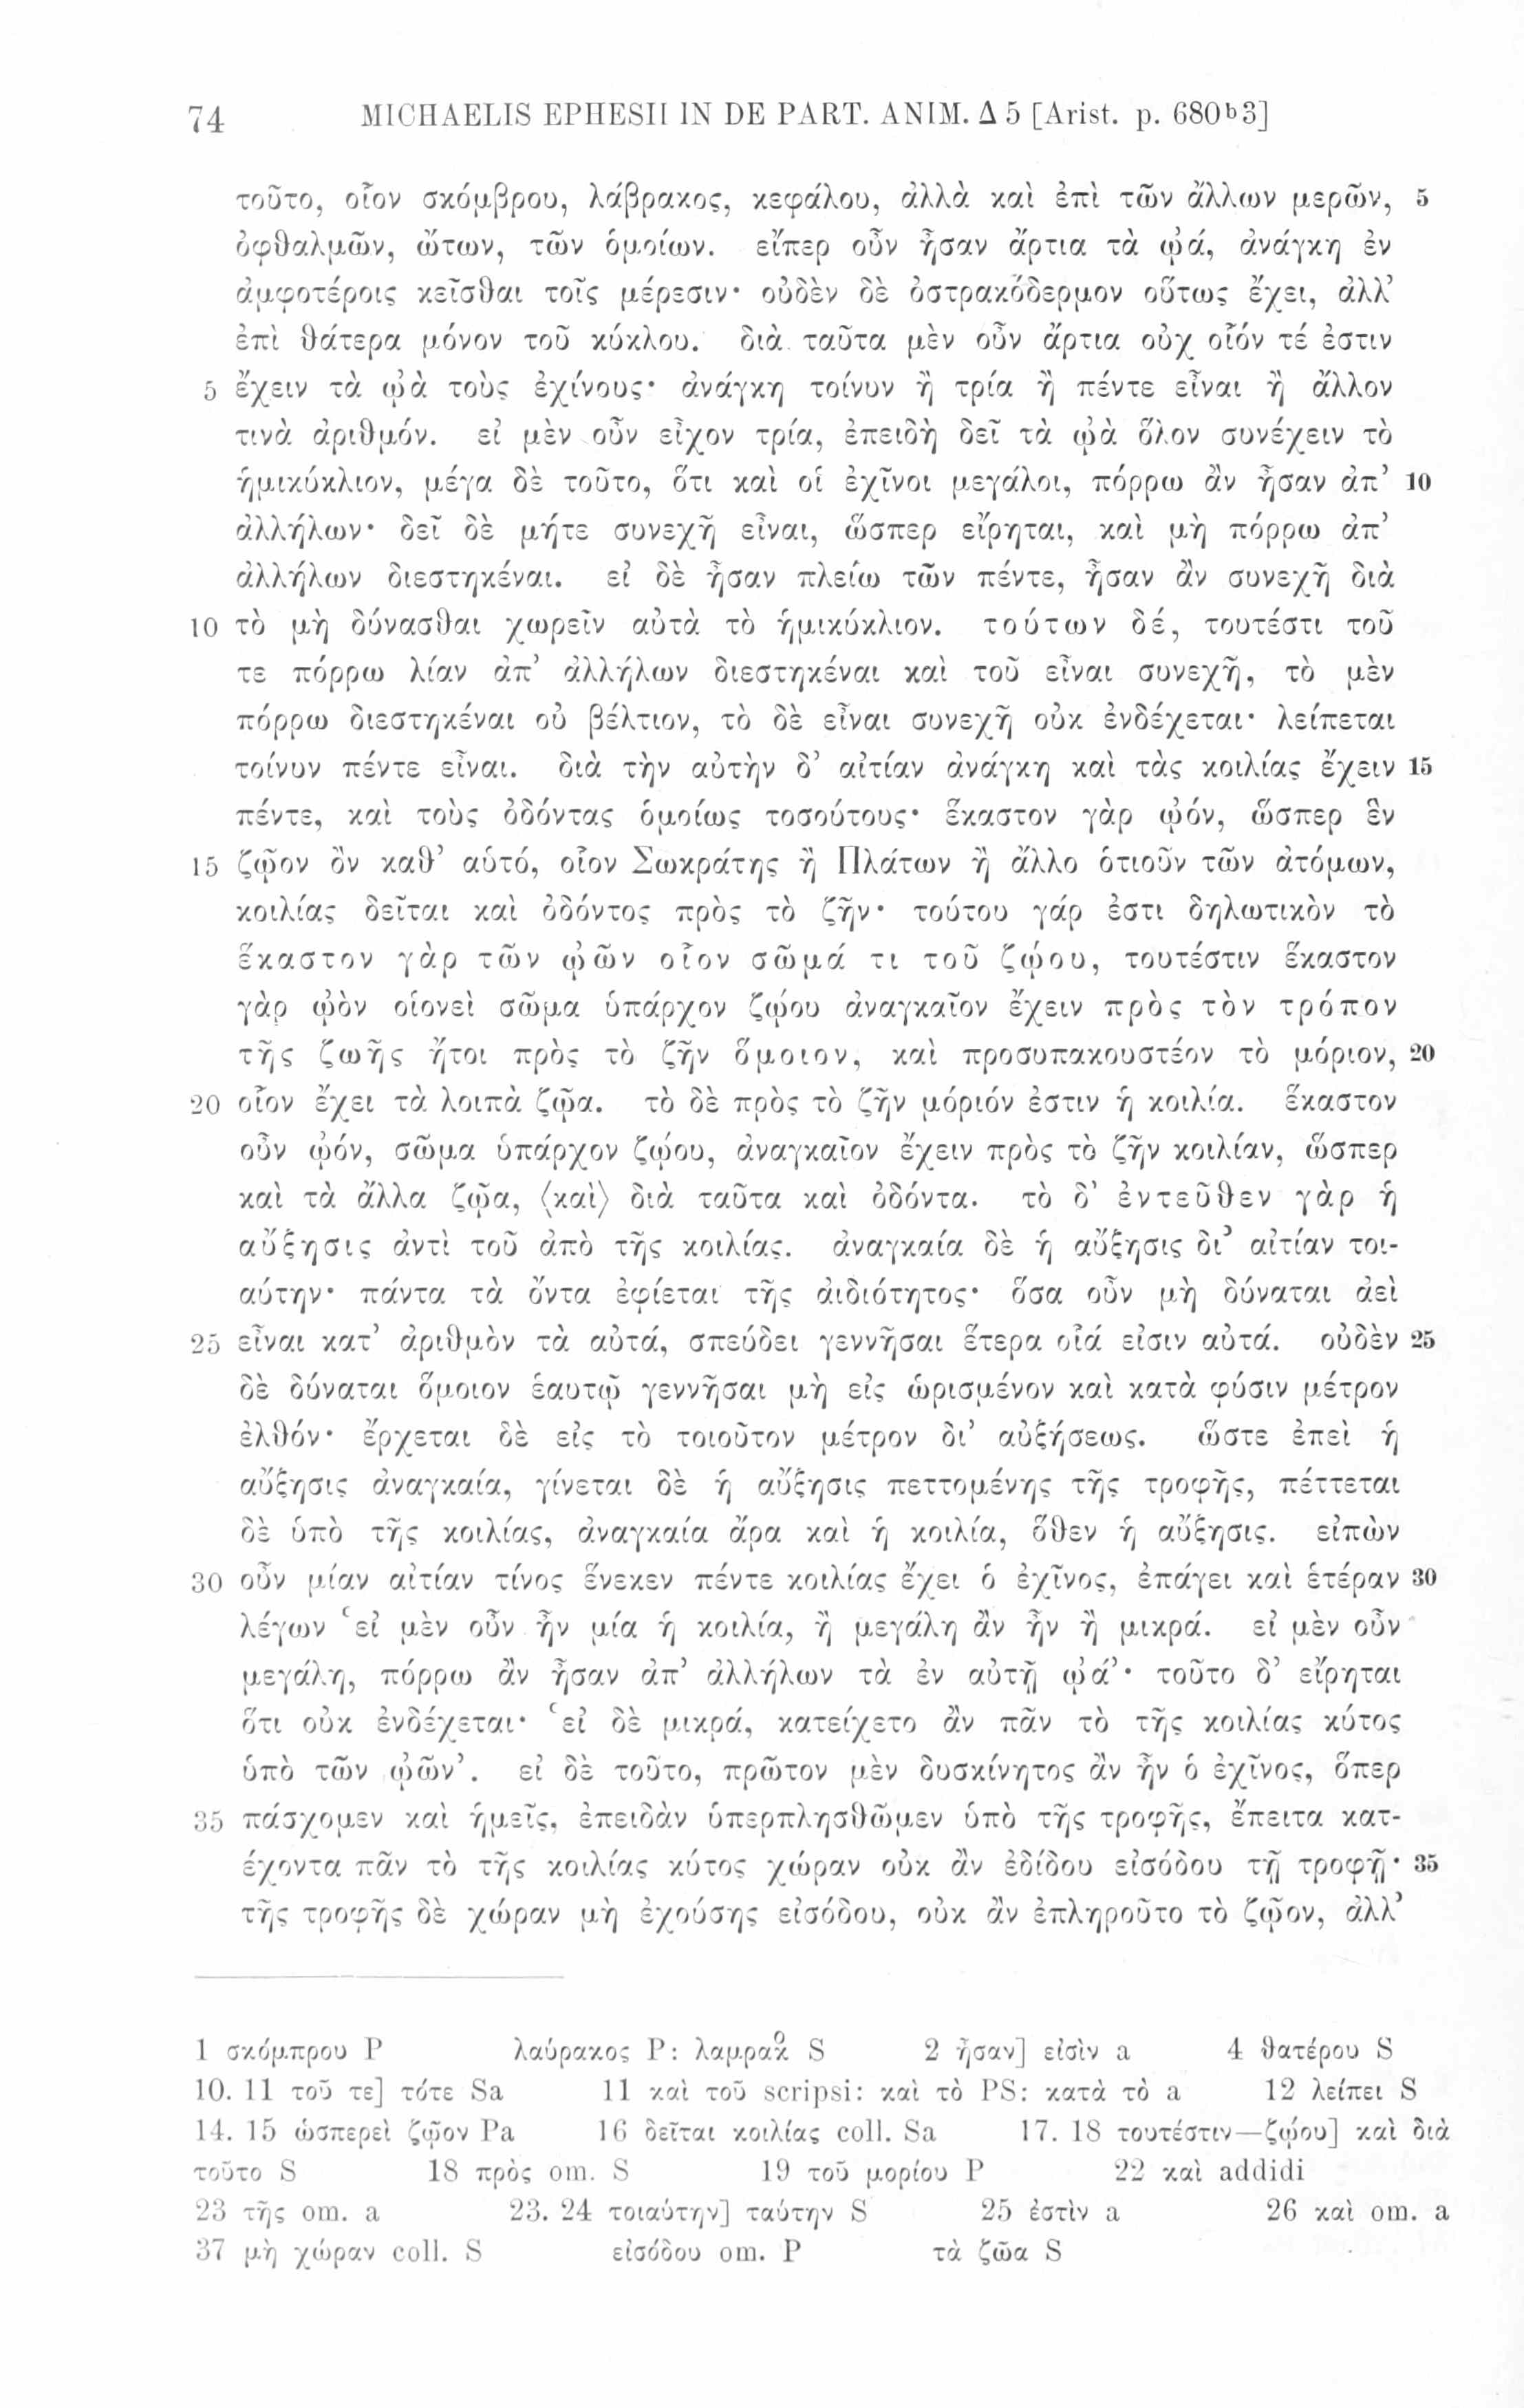 74 MICHAELIS EPHESII IN DE PART. ANIM. Δ 5 [Arist. p. 680b3]
τοῦτο, οἷον σκόμβρου, λάβρακος, κεφάλου, ἀλλὰ καὶ ἐπὶ τῶν ἄλλων μερῶν, 5
ὀφθαλμῶν, ὤτων, τῶν ὁμοίων. εἴπερ οὖν ἦσαν ἄρτια τὰ ᾠά, ἀνάγκη ἐν
ἀμφοτέροις κεῖσθαι τοῖς μέρεσιν· οὐδὲν δὲ ὀστρακόδερμον οὕτως ἔχει, ἀλλ’
ἐπὶ θάτερα μόνον τοῦ κύκλου. διὰ ταῦτα μὲν οὖν ἄρτια οὐχ οἷόν τέ ἐστιν
5 ἔχειν τὰ ᾠὰ τοὺς ἐχίνους· ἀνάγκη τοίνυν ἢ τρία ἢ πέντε εἶναι ἢ ἄλλον
τινὰ ἀριθμόν. εἰ μὲν οὖν εἶχον τρία, ἐπειδὴ δεῖ τὰ ᾠὰ ὅλον συνέχειν τὸ
ἡμικύκλιον, μέγα δὲ τοῦτο, ὅτι καὶ οἱ ἐχῖνοι μεγάλοι, πόρρω ἂν ἦσαν ἀπ’ 10
ἀλλήλων· δεῖ δὲ μήτε συνεχῆ εἶναι, ὥσπερ εἴρηται, καὶ μὴ πόρρω ἀπ’
ἀλλήλων διεστηκέναι. εἰ δὲ ἦσαν πλείω τῶν πέντε, ἦσαν ἂν συνεχῆ διὰ
10 τὸ μὴ δύνασθαι χωρεῖν αὐτὰ τὸ ἡμικύκλιον. τούτων δέ, τουτέστι τοῦ
τε πόρρω λίαν ἀπ’ ἀλλήλων διεστηκέναι καὶ τοῦ εἶναι συνεχῆ, τὸ μὲν
πόρρω διεστηκέναι οὐ βέλτιον, τὸ δὲ εἶναι συνεχῆ οὐκ ἐνδέχεται· λείπεται
τοίνυν πέντε εἶναι. διὰ τὴν αὐτὴν δ’ αἰτίαν ἀνάγκη καὶ τὰς κοιλίας ἔχειν 15
πέντε, καὶ τοὺς ὀδόντας ὁμοίως τοσούτους· ἕκαστον γὰρ ᾠόν, ὥσπερ ἓν
15 ζῷον ὂν καθ’ αὑτό, οἷον Σωκράτης ἢ Πλάτων ἢ ἄλλο ὁτιοῦν τῶν ἀτόμων,
κοιλίας δεῖται καὶ ὀδόντος πρὸς τὸ ζῆν· τούτου γάρ ἐστι δηλωτικὸν τὸ
ἕκαστον γὰρ τῶν ᾠῶν οἷον σῶμά τι τοῦ ζῴου, τουτέστιν ἕκαστον
γὰρ ᾠὸν οἱονεὶ σῶμα ὑπάρχον ζῴου ἀναγκαῖον ἔχειν πρὸς τὸν τρόπον
τῆς ζωῆς ἤτοι πρὸς τὸ ζῆν ὅμοιον, καὶ προσυπακουστέον τὸ μόριον, 20
20 οἷον ἔχει τὰ λοιπὰ ζῷα. τὸ δὲ πρὸς τὸ ζῆν μόριόν ἐστιν ἡ κοιλία. ἕκαστον
οὖν ᾠόν, σῶμα ὑπάρχον ζῴου, ἀναγκαῖον ἔχειν πρὸς τὸ ζῆν κοιλίαν, ὥσπερ
καὶ τὰ ἄλλα ζῷα, ⟨καὶ⟩ διὰ ταῦτα καὶ ὀδόντα. τὸ δ’ ἐντεῦθεν γὰρ ἡ
αὔξησις ἀντὶ τοῦ ἀπὸ τῆς κοιλίας. ἀναγκαία δὲ ἡ αὔξησις δι’ αἰτίαν τοι-
αύτην· πάντα τὰ ὄντα ἐφίεται τῆς ἀιδιότητος· ὅσα οὖν μὴ δύναται ἀεὶ
25 εἶναι κατ’ ἀριθμὸν τὰ αὐτά, σπεύδει γεννῆσαι ἕτερα οἷά εἰσιν αὐτά. οὐδὲν 25
δὲ δύναται ὅμοιον ἑαυτῷ γεννῆσαι μὴ εἰς ὡρισμένον καὶ κατὰ φύσιν μέτρον
ἐλθόν· ἔρχεται δὲ εἰς τὸ τοιοῦτον μέτρον δι’ αὐξήσεως. ὥστε ἐπεὶ ἡ
αὔξησις ἀναγκαία, γίνεται δὲ ἡ αὔξησις πεττομένης τῆς τροφῆς, πέττεται
δὲ ὑπὸ τῆς κοιλίας, ἀναγκαία ἄρα καὶ ἡ κοιλία, ὅθεν ἡ αὔξησις. εἰπὼν
30 οὖν μίαν αἰτίαν τίνος ἕνεκεν πέντε κοιλίας ἔχει ὁ ἐχῖνος, ἐπάγει καὶ ἑτέραν 30
λέγων ‘εἰ μὲν οὖν ἦν μία ἡ κοιλία, ἢ μεγάλη ἂν ἦν ἢ μικρά. εἰ μὲν οὖν
μεγάλη, πόρρω ἂν ἦσαν ἀπ’ ἀλλήλων τὰ ἐν αὐτῇ ᾠά’· τοῦτο δ’ εἴρηται
ὅτι οὐκ ἐνδέχεται· ‘εἰ δὲ μικρά, κατείχετο ἂν πᾶν τὸ τῆς κοιλίας κύτος
ὑπὸ τῶν ᾠῶν’. εἰ δὲ τοῦτο, πρῶτον μὲν δυσκίνητος ἂν ἦν ὁ ἐχῖνος, ὅπερ
35 πάσχομεν καὶ ἡμεῖς, ἐπειδὰν ὑπερπλησθῶμεν ὑπὸ τῆς τροφῆς, ἔπειτα κατ-
έχοντα πᾶν τὸ τῆς κοιλίας κύτος χώραν οὐκ ἂν ἐδίδου εἰσόδου τῇ τροφῇ· 35
τῆς τροφῆς δὲ χώραν μὴ ἐχούσης εἰσόδου, οὐκ ἂν ἐπληροῦτο τὸ ζῷον, ἀλλ’
1 σκόμπρου P λαύρακος P: λαμρακο S 2 ἦσαν] εἰσὶν a 4 θατέρου S
10. 11 τοῦ τε] τότε Sa 11 καὶ τοῦ scripsi: καὶ τὸ PS: κατὰ τὸ a 12 λείπει S
14. 15 ὡσπερεὶ ζῷον Pa 16 δεῖται κοιλίας coll. Sa 17. 18 τουτέστιν—ζῴου] καὶ διὰ
τοῦτο S 18 πρὸς om. S 19 τοῦ μορίου P 22 καὶ addidi
23 τῆς om. a 23. 24 τοιαύτην] ταύτην S 25 ἐστὶν a 26 καὶ om. a
37 μὴ χώραν coll. S εἰσόδου om. P τὰ ζῶα S